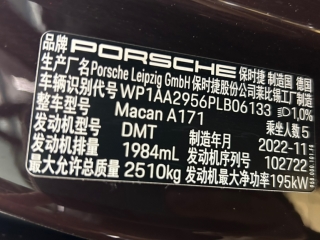 品牌 PORSCHE 保时捷 制造国 德国
生产厂名 Porsche Leipzig GmbH 保时捷股份公司莱比锡工厂制造
车辆识别代号 WP1AA2956PLB06133 1,0%
整车型号 Macan A171 乘坐人数 5
发动机型号 DMT 制造年月 2022-11
发动机排量 1984mL 发动机序列号 102722
最大允许总质量 2510kg 发动机最大净功率 195kW